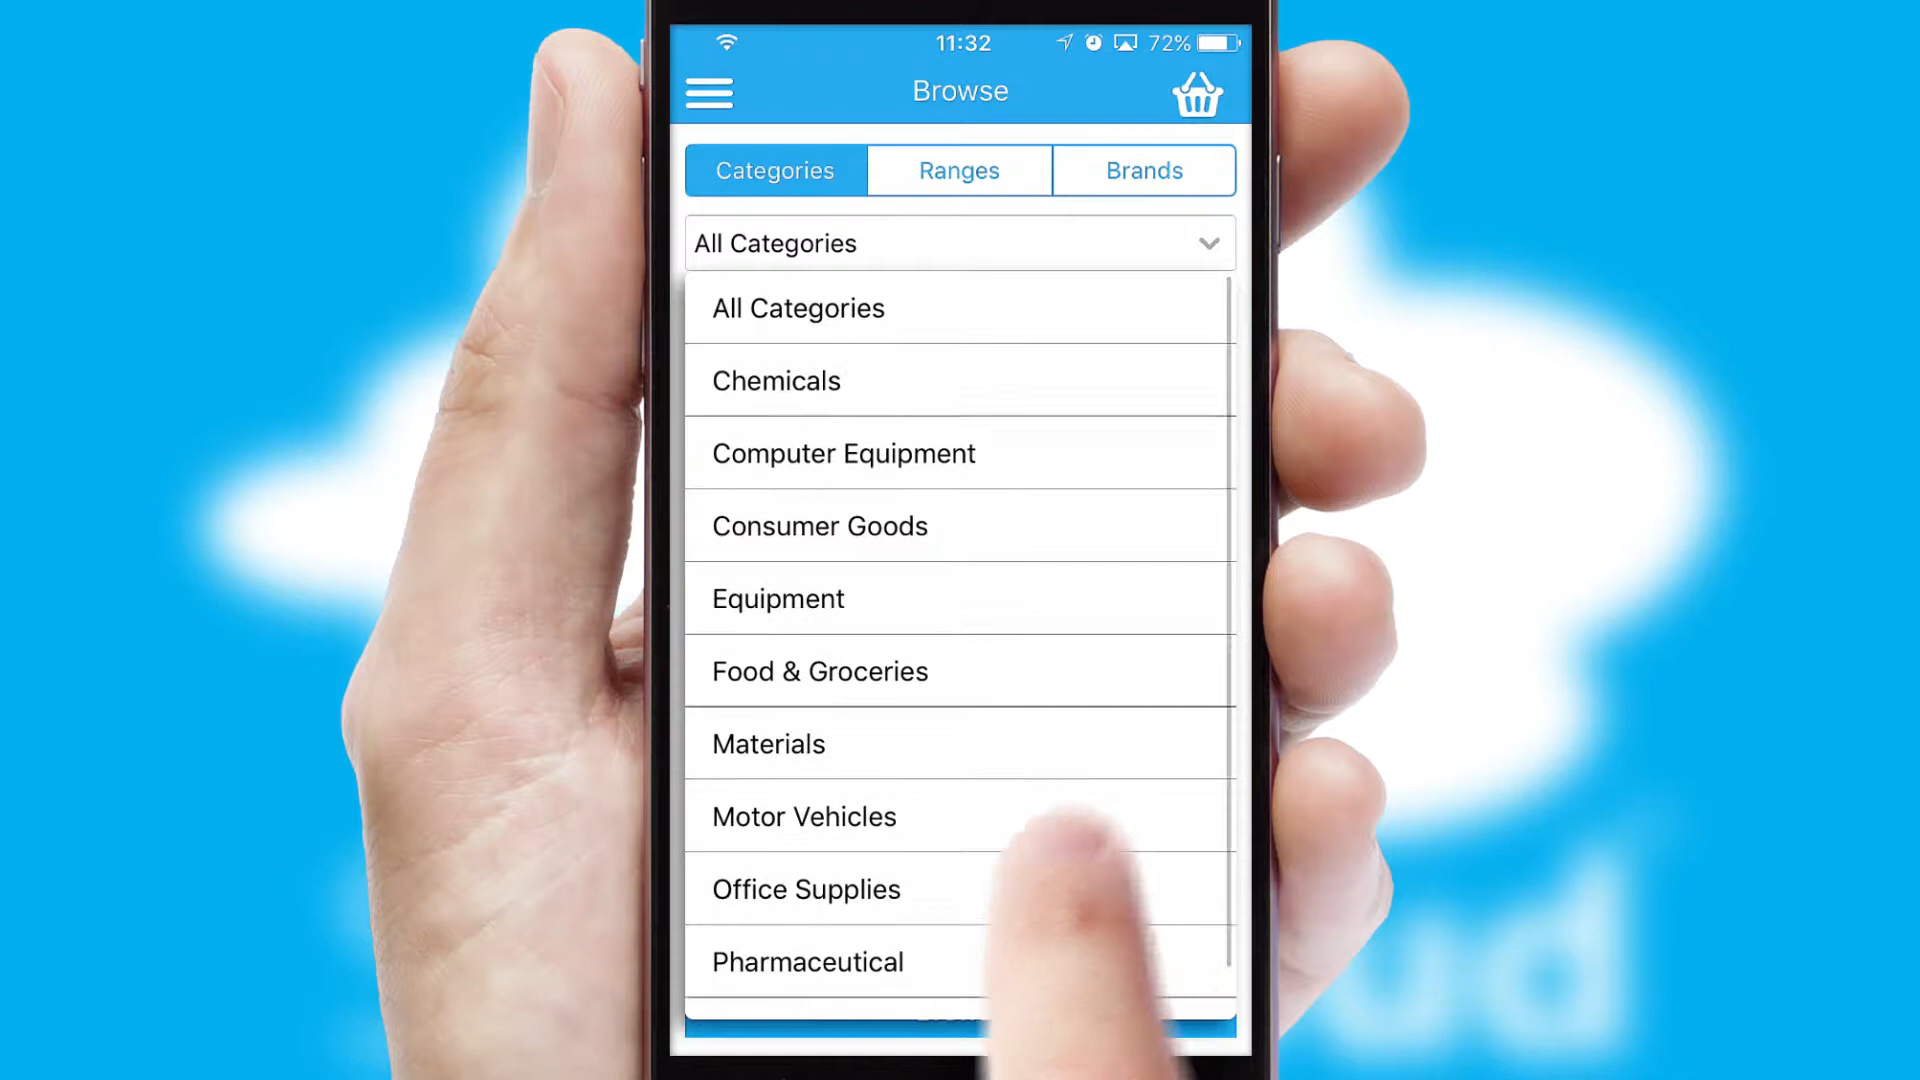 11:32
72%
Browse
Categories Ranges Brands
All Categories
All Categories
Chemicals
Computer Equipment
Consumer Goods
Equipment
Food & Groceries
Materials
Motor Vehicles
Office Supplies
Pharmaceutical